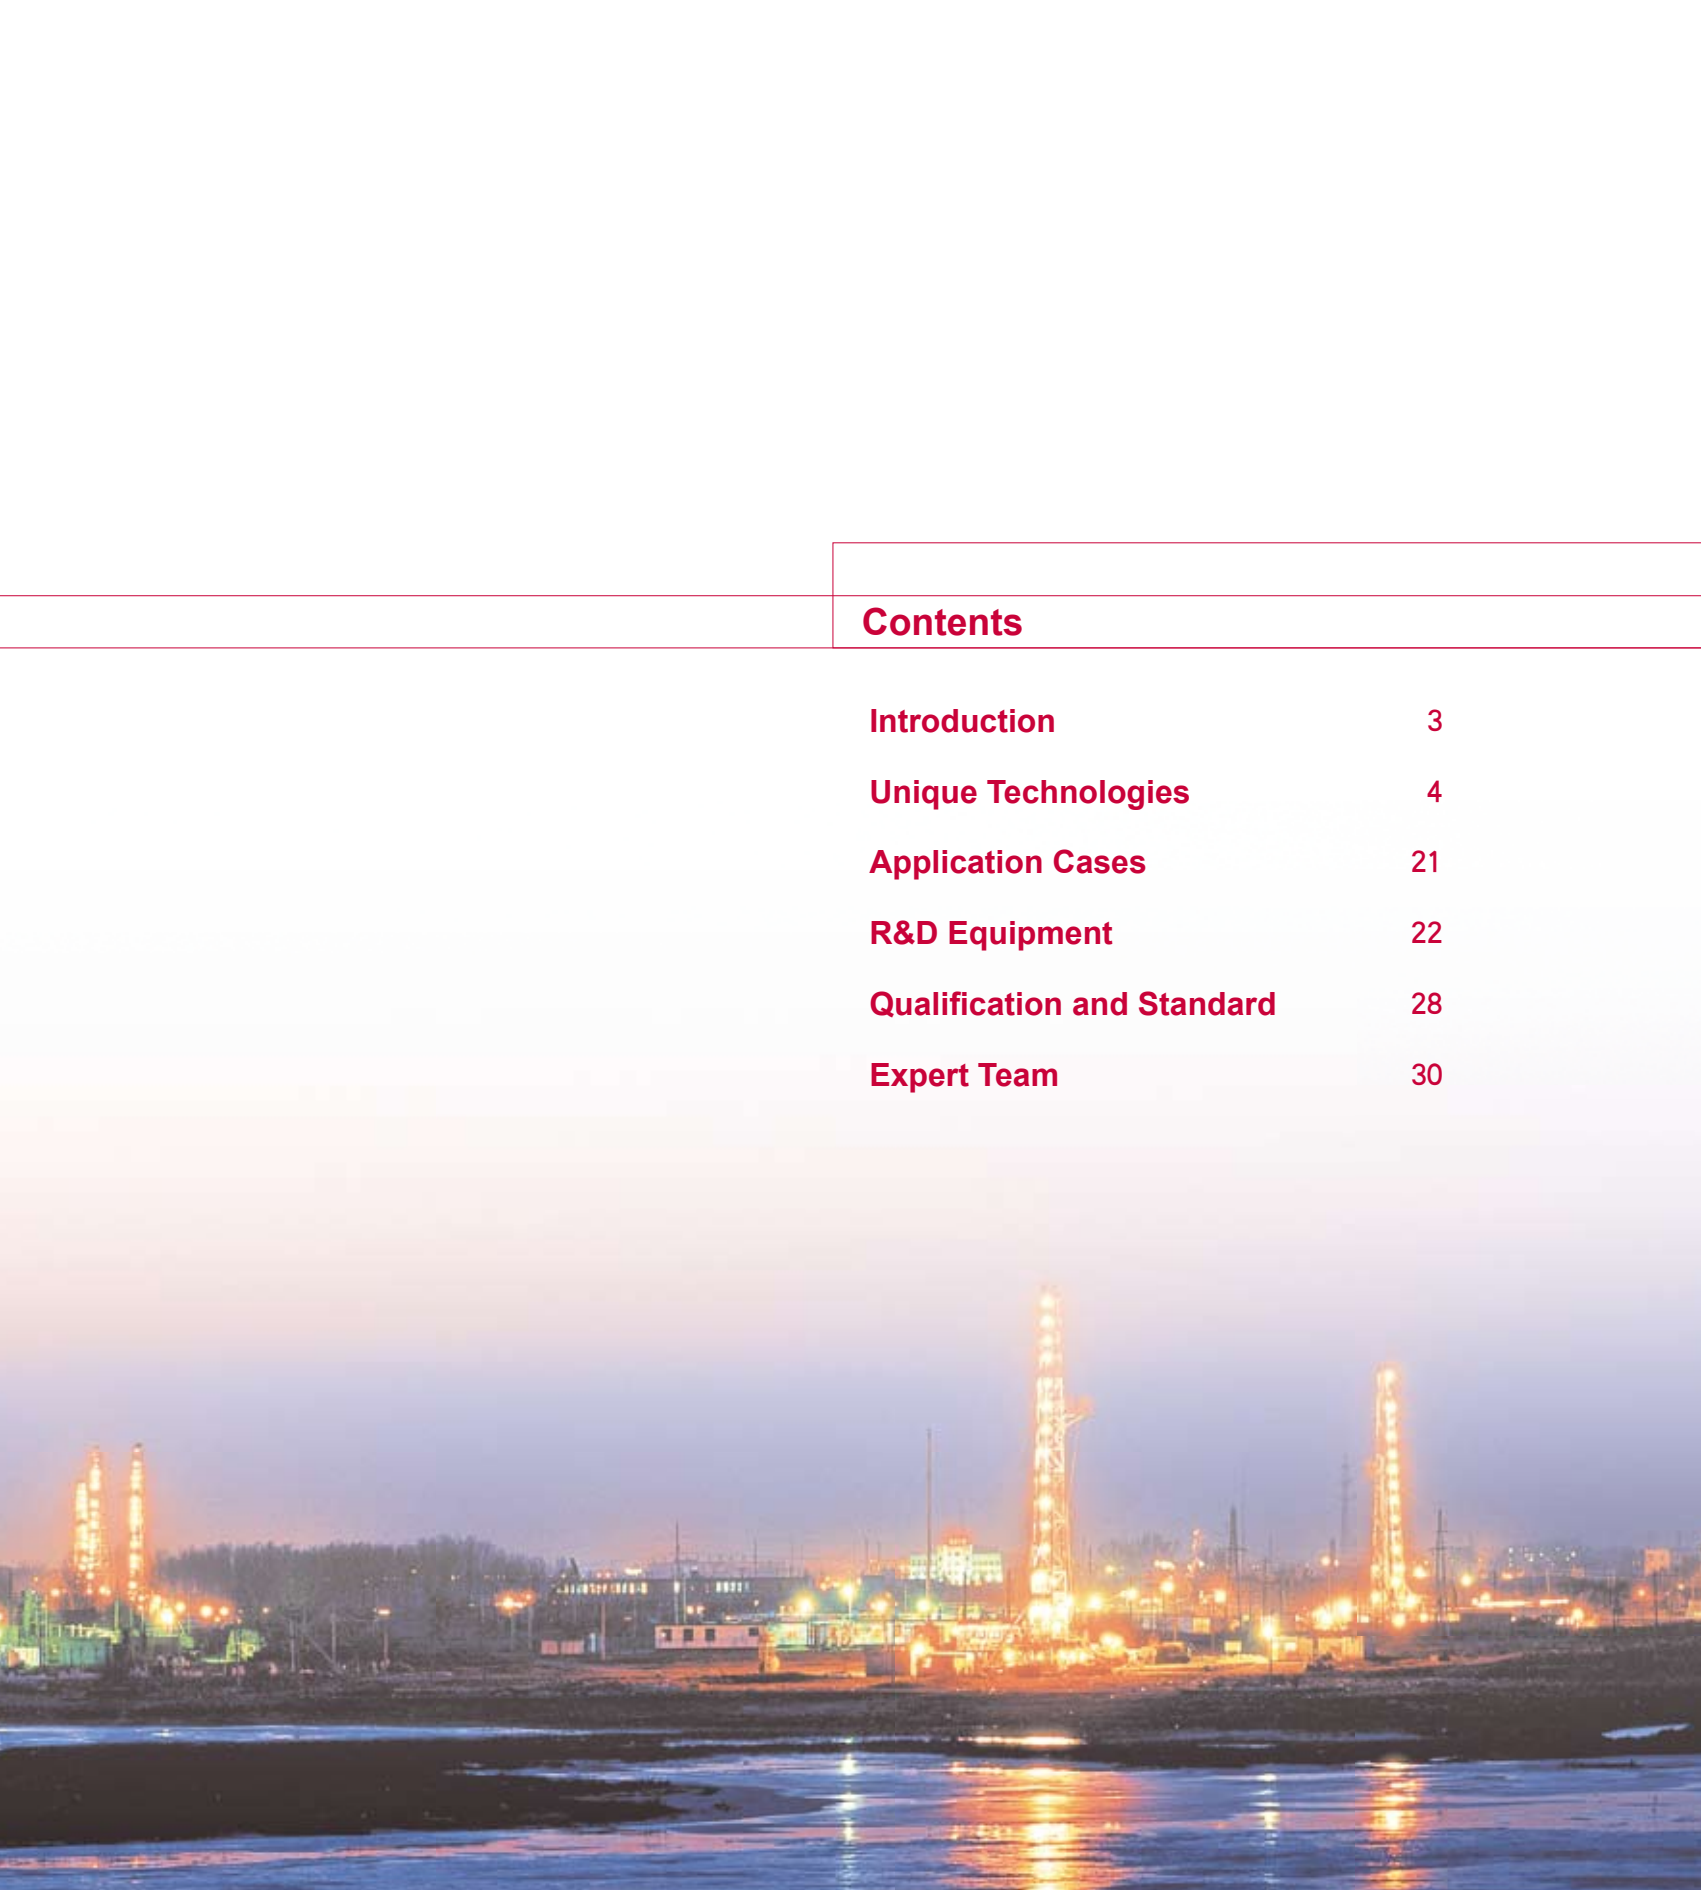 Contents
Introduction 3
Unique Technologies 4
Application Cases 21
R&D Equipment 22
Qualification and Standard 28
Expert Team 30